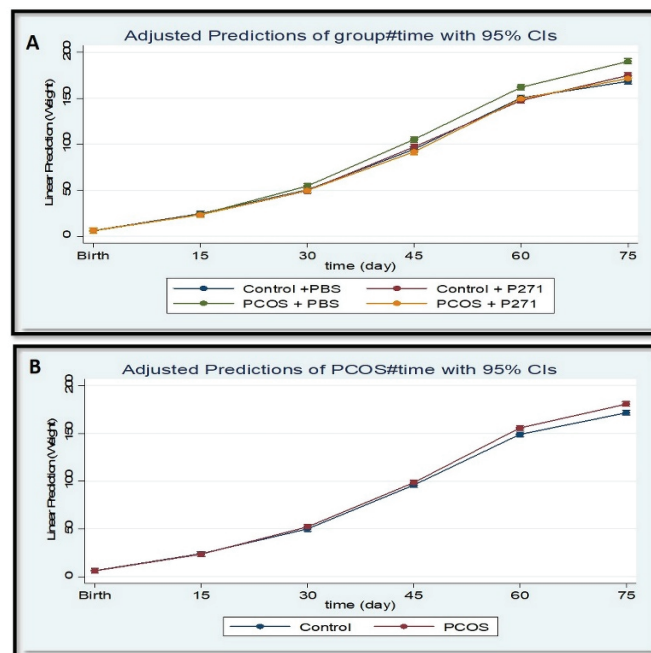 A
Adjusted Predictions of group#time with 95% CIs
Linear Prediction (Weight)
200
150
100
50
0
Birth 15 30 45 60 75
time (day)
Control +PBS Control + P271
PCOS + PBS PCOS + P271
B
Adjusted Predictions of PCOS#time with 95% CIs
Linear Prediction (Weight)
200
150
100
50
0
Birth 15 30 45 60 75
time (day)
Control PCOS